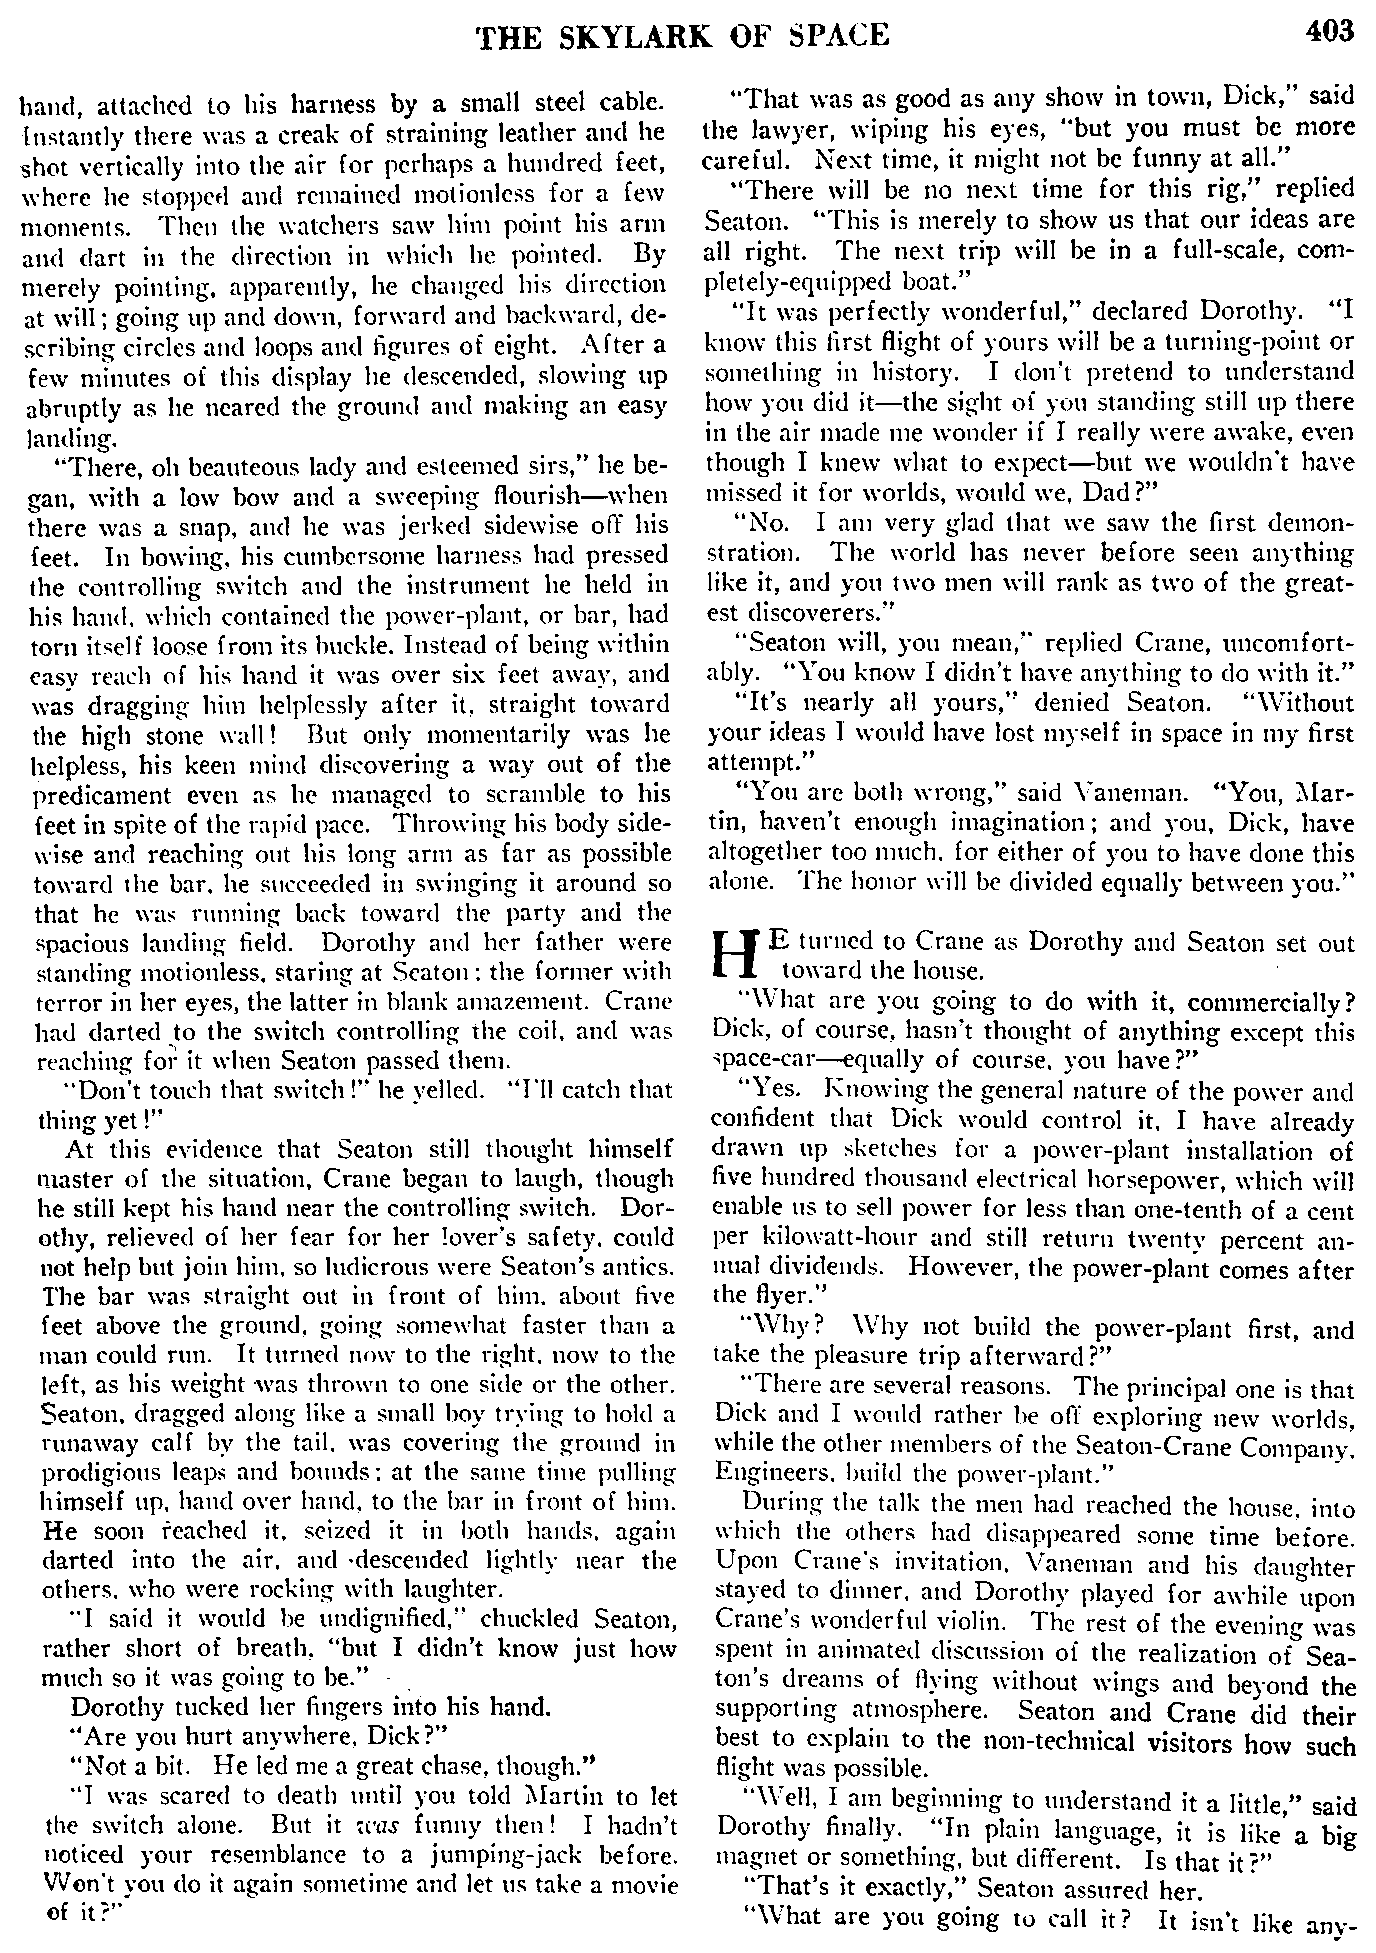 THE SKYLARK OF SPACE
403
hand, attached to his harness by a small steel cable.
Instantly there was a creak of straining leather and he
shot vertically into the air for perhaps a hundred feet,
where he stopped and remained motionless for a few
moments. Then the watchers saw him point his arm
and dart in the direction in which he pointed. By
merely pointing, apparently, he changed his direction
at will; going up and down, forward and backward, de-
scribing circles and loops and figures of eight. After a
few minutes of this display he descended, slowing up
abruptly as he neared the ground and making an easy
landing.
"There, oh beauteous lady and esteemed sirs," he be-
gan, with a low bow and a sweeping flourish—when
there was a snap, and he was jerked sidewise off his
feet. In bowing, his cumbersome harness had pressed
the controlling switch and the instrument he held in
his hand, which contained the power-plant, or bar, had
torn itself loose from its buckle. Instead of being within
easy reach of his hand it was over six feet away, and
was dragging him helplessly after it, straight toward
the high stone wall! But only momentarily was he
helpless, his keen mind discovering a way out of the
predicament even as he managed to scramble to his
feet in spite of the rapid pace. Throwing his body side-
wise and reaching out his long arm as far as possible
toward the bar, he succeeded in swinging it around so
that he was running back toward the party and the
spacious landing field. Dorothy and her father were
standing motionless, staring at Seaton; the former with
terror in her eyes, the latter in blank amazement. Crane
had darted to the switch controlling the coil, and was
reaching for it when Seaton passed them.
"Don't touch that switch!" he yelled. "I'll catch that
thing yet!"
At this evidence that Seaton still thought himself
master of the situation, Crane began to laugh, though
he still kept his hand near the controlling switch. Dor-
othy, relieved of her fear for her lover's safety, could
not help but join him, so ludicrous were Seaton's antics.
The bar was straight out in front of him, about five
feet above the ground, going somewhat faster than a
man could run. It turned now to the right, now to the
left, as his weight was thrown to one side or the other.
Seaton, dragged along like a small boy trying to hold a
runaway calf by the tail, was covering the ground in
prodigious leaps and bounds; at the same time pulling
himself up, hand over hand, to the bar in front of him.
He soon reached it, seized it in both hands, again
darted into the air, and descended lightly near the
others, who were rocking with laughter.
"I said it would be undignified," chuckled Seaton,
rather short of breath, "but I didn't know just how
much so it was going to be."
Dorothy tucked her fingers into his hand.
"Are you hurt anywhere, Dick?"
"Not a bit. He led me a great chase, though."
"I was scared to death until you told Martin to let
the switch alone. But it was funny then! I hadn't
noticed your resemblance to a jumping-jack before.
Won't you do it again sometime and let us take a movie
of it?"
"That was as good as any show in town, Dick," said
the lawyer, wiping his eyes, "but you must be more
careful. Next time, it might not be funny at all."
"There will be no next time for this rig," replied
Seaton. "This is merely to show us that our ideas are
all right. The next trip will be in a full-scale, com-
pletely-equipped boat."
"It was perfectly wonderful," declared Dorothy. "I
know this first flight of yours will be a turning-point or
something in history. I don't pretend to understand
how you did it—the sight of you standing still up there
in the air made me wonder if I really were awake, even
though I knew what to expect—but we wouldn't have
missed it for worlds, would we, Dad?"
"No. I am very glad that we saw the first demon-
stration. The world has never before seen anything
like it, and you two men will rank as two of the great-
est discoverers."
"Seaton will, you mean," replied Crane, uncomfort-
ably. "You know I didn't have anything to do with it."
"It's nearly all yours," denied Seaton. "Without
your ideas I would have lost myself in space in my first
attempt."
"You are both wrong," said Vaneman. "You, Mar-
tin, haven't enough imagination; and you, Dick, have
altogether too much, for either of you to have done this
alone. The honor will be divided equally between you."
HE turned to Crane as Dorothy and Seaton set out
toward the house.
"What are you going to do with it, commercially?
Dick, of course, hasn't thought of anything except this
space-car—equally of course, you have?"
"Yes. Knowing the general nature of the power and
confident that Dick would control it, I have already
drawn up sketches for a power-plant installation of
five hundred thousand electrical horsepower, which will
enable us to sell power for less than one-tenth of a cent
per kilowatt-hour and still return twenty percent an-
nual dividends. However, the power-plant comes after
the flyer."
"Why? Why not build the power-plant first, and
take the pleasure trip afterward?"
"There are several reasons. The principal one is that
Dick and I would rather be off exploring new worlds,
while the other members of the Seaton-Crane Company,
Engineers, build the power-plant."
During the talk the men had reached the house, into
which the others had disappeared some time before.
Upon Crane's invitation, Vaneman and his daughter
stayed to dinner, and Dorothy played for awhile upon
Crane's wonderful violin. The rest of the evening was
spent in animated discussion of the realization of Sea-
ton's dreams of flying without wings and beyond the
supporting atmosphere. Seaton and Crane did their
best to explain to the non-technical visitors how such
flight was possible.
"Well, I am beginning to understand it a little," said
Dorothy finally. "In plain language, it is like a big
magnet or something, but different. Is that it?"
"That's it exactly," Seaton assured her.
"What are you going to call it? It isn't like any-